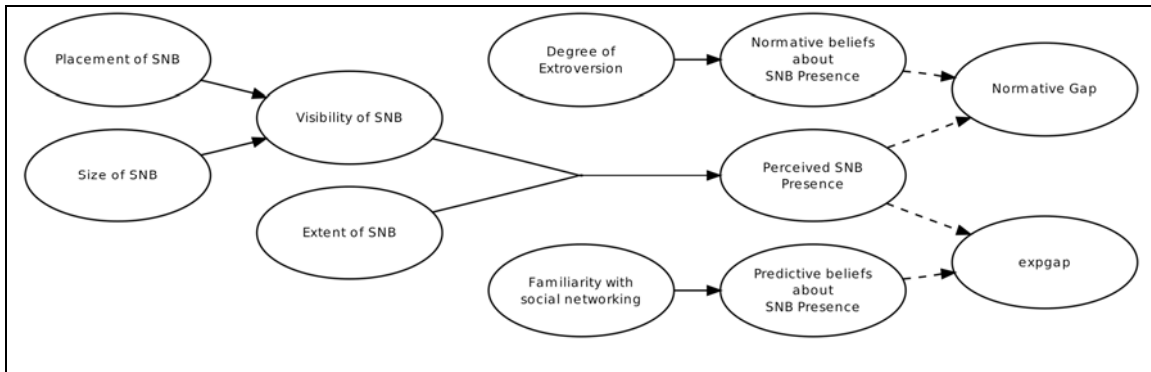 Placement of SNB
Size of SNB
Visibility of SNB
Extent of SNB
Degree of
Extroversion
Familiarity with
social networking
Normative beliefs
about
SNB Presence
Perceived SNB
Presence
Predictive beliefs
about
SNB Presence
Normative Gap
expgap